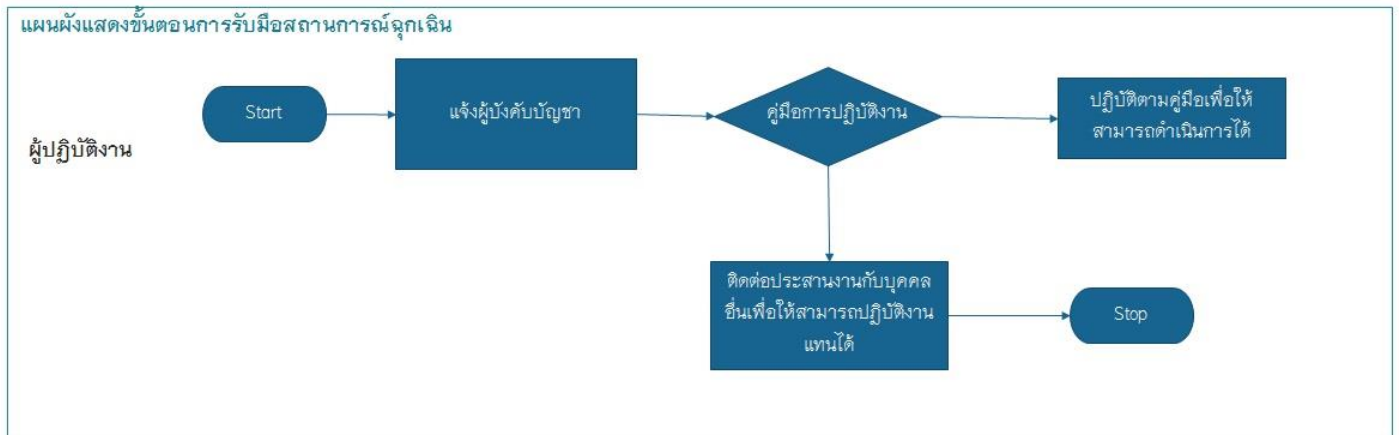 แผนผังแสดงขั้นตอนการรับมือสถานการณ์ฉุกเฉิน
ผู้ปฏิบัติงาน
Start
แจ้งผู้บังคับบัญชา
คู่มือการปฏิบัติงาน
ปฏิบัติตามคู่มือเพื่อให้
สามารถดำเนินการได้
ติดต่อประสานงานกับบุคคล
อื่นเพื่อให้สามารถปฏิบัติงาน
แทนได้
Stop